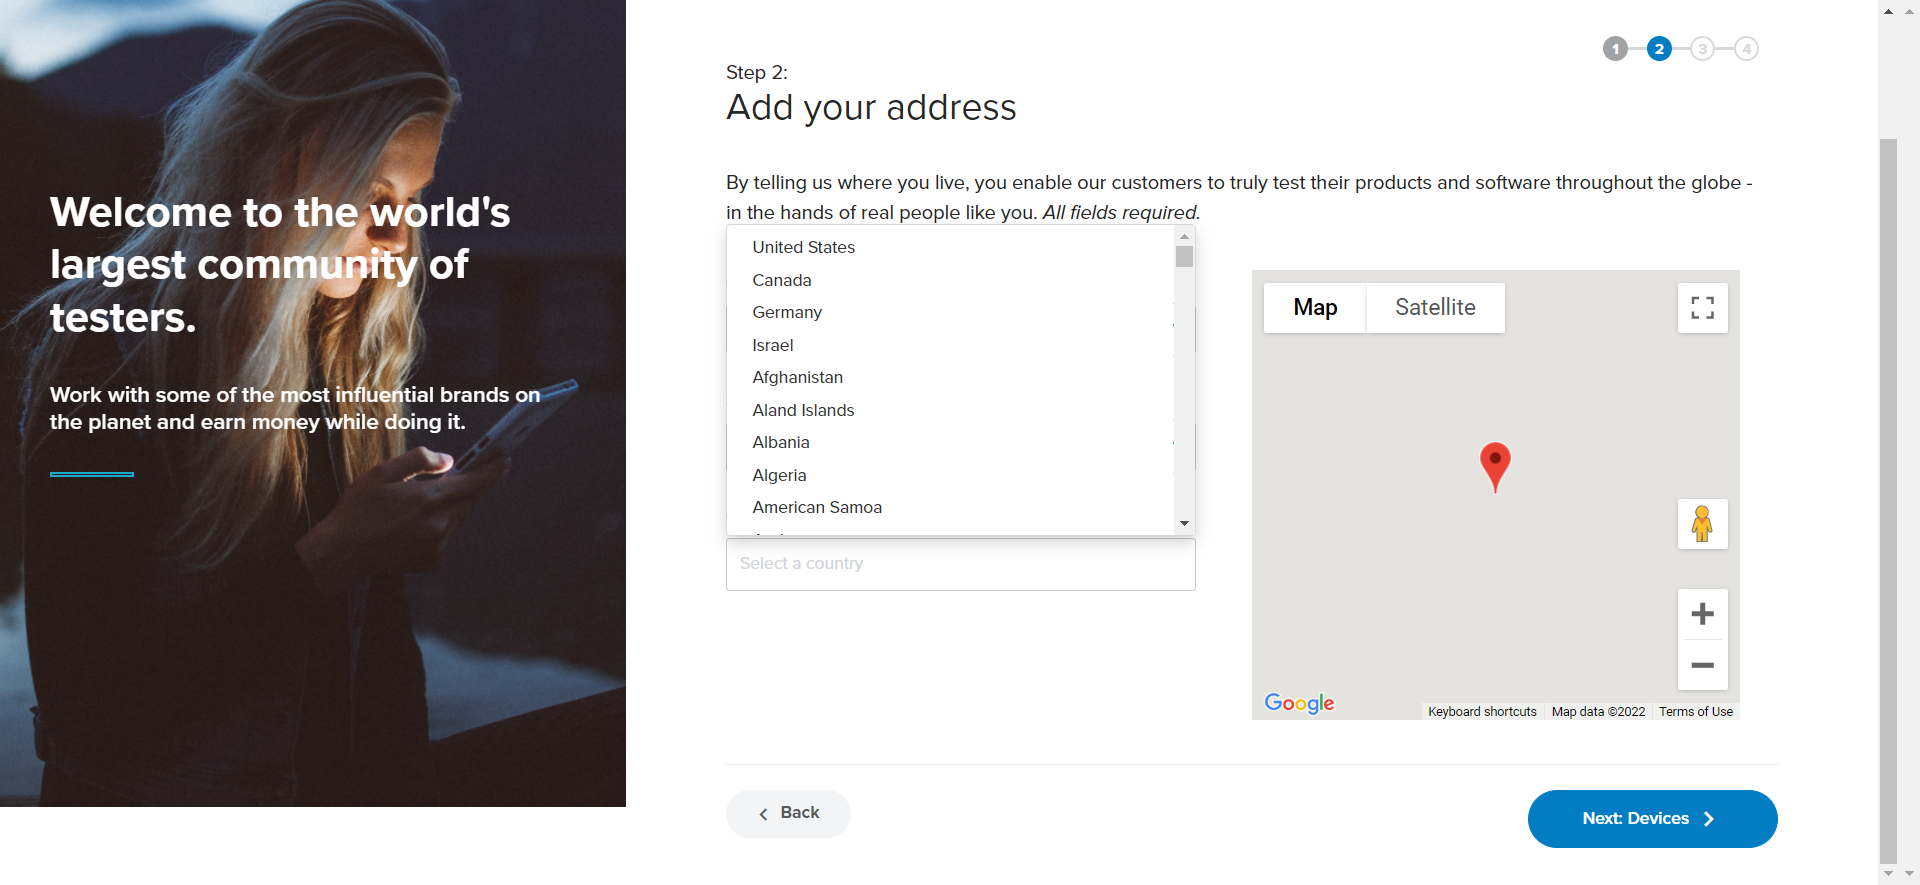 Welcome to the world's
largest community of
testers.
Work with some of the most influential brands on
the planet and earn money while doing it.
1 2 3 4
Step 2:
Add your address
By telling us where you live, you enable our customers to truly test their products and software throughout the globe -
in the hands of real people like you. All fields required.
United States
Canada
Germany
Israel
Afghanistan
Aland Islands
Albania
Algeria
American Samoa
Select a country
Map Satellite
Google
Keyboard shortcuts Map data ©2022 Terms of Use
Back
Next: Devices